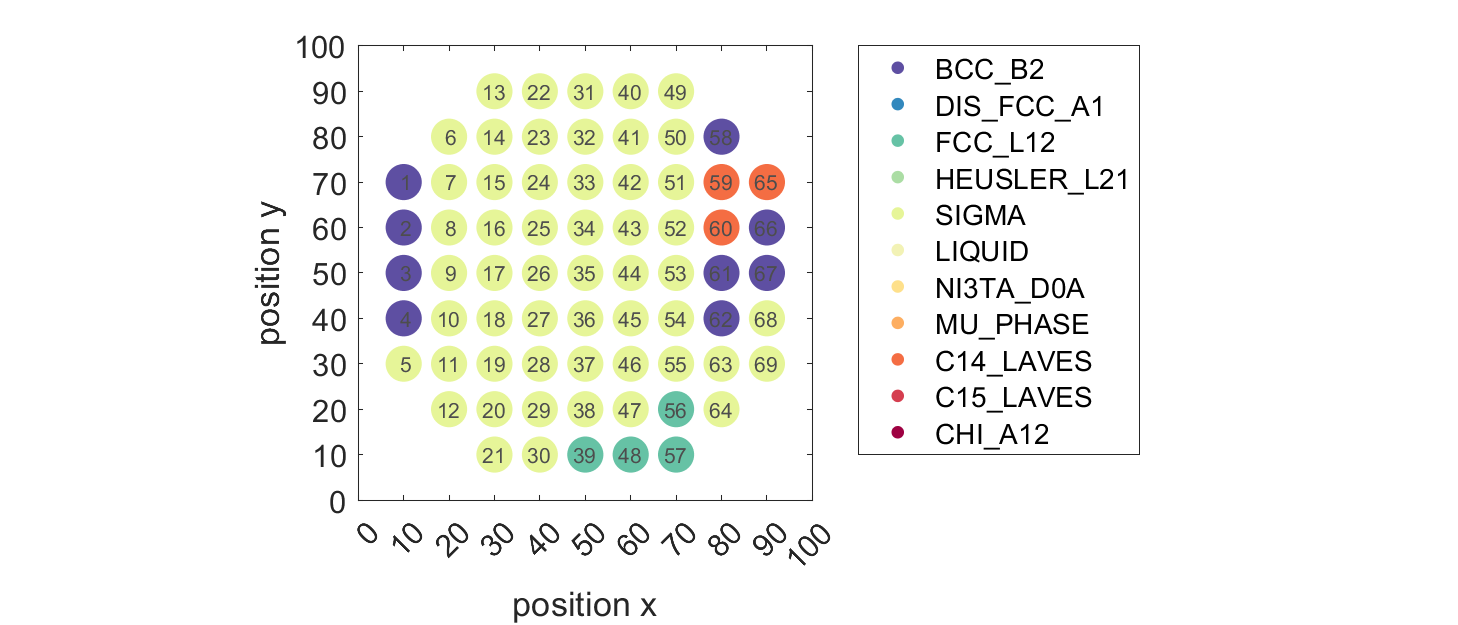 100
90
80
70
60
50
40
30
20
10
0
position y
13 22 31 40 49
6 14 23 32 41 50 58
1 7 15 24 33 42 51 59 65
2 8 16 25 34 43 52 60 66
3 9 17 26 35 44 53 61 67
4 10 18 27 36 45 54 62 68
5 11 19 28 37 46 55 63 69
12 20 29 38 47 56 64
21 30 39 48 57
0 10 20 30 40 50 60 70 80 90 100
position x
BCC_B2
DIS_FCC_A1
FCC_L12
HEUSLER_L21
SIGMA
LIQUID
NI3TA_D0A
MU_PHASE
C14_LAVES
C15_LAVES
CHI_A12